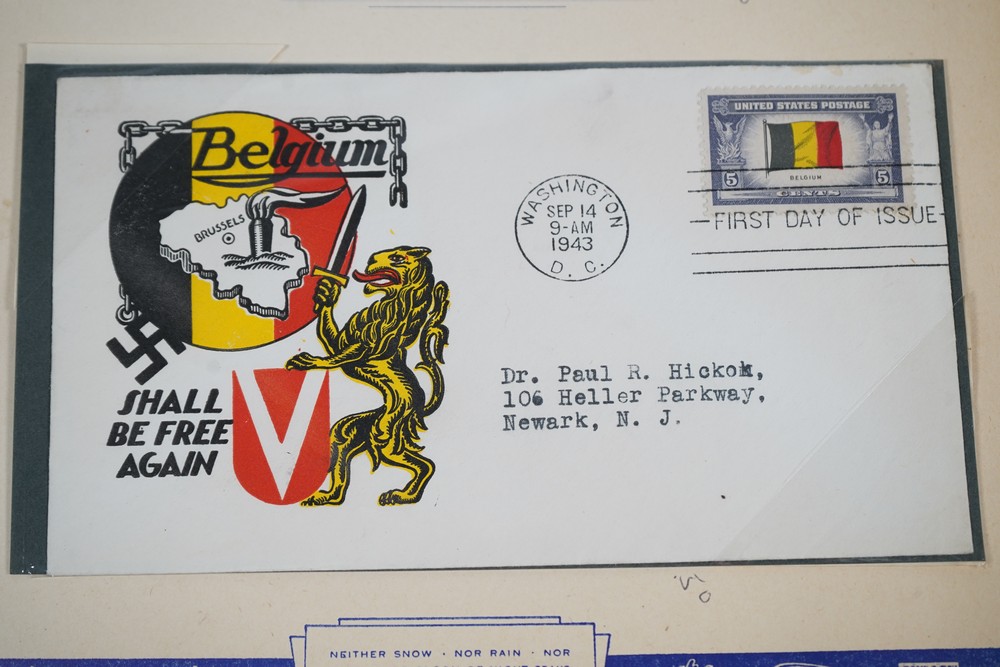 Belgium
BRUSSELS
SHALL
BE FREE
AGAIN
V
WASHINGTON
SEP 14
9-AM
1943
D. C.
UNITED STATES POSTAGE
BELGIUM
5 CENTS 5
FIRST DAY OF ISSUE
Dr. Paul R. Hickok,
106 Heller Parkway,
Newark, N. J.
NEITHER SNOW · NOR RAIN · NOR